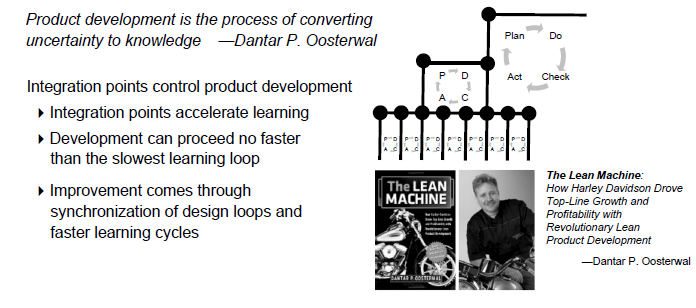 Product development is the process of converting
uncertainty to knowledge —Dantar P. Oosterwal
Integration points control product development
Integration points accelerate learning
Development can proceed no faster
than the slowest learning loop
Improvement comes through
synchronization of design loops and
faster learning cycles
Plan Do
Act Check
P D
A C
P D P D P D P D P D P D P D
A C A C A C A C A C A C A C
The LEAN
MACHINE
DANTAR P. OOSTERWAL
The Lean Machine:
How Harley Davidson Drove
Top-Line Growth and
Profitability with
Revolutionary Lean
Product Development
—Dantar P. Oosterwal